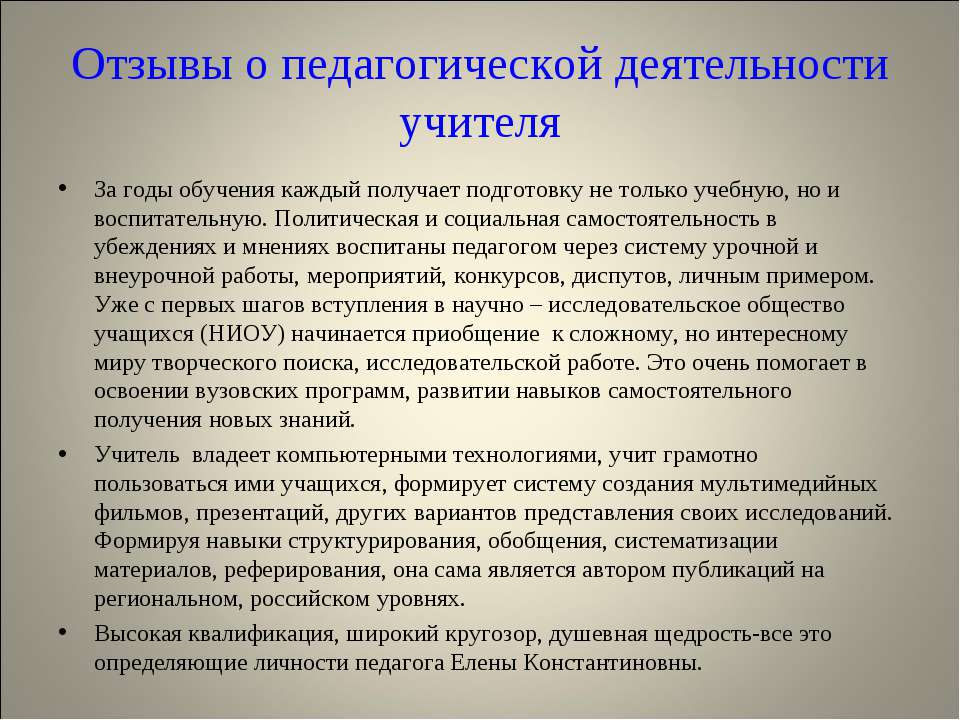 Отзывы о педагогической деятельности
учителя
• За годы обучения каждый получает подготовку не только учебную, но и
воспитательную. Политическая и социальная самостоятельность в
убеждениях и мнениях воспитаны педагогом через систему урочной и
внеурочной работы, мероприятий, конкурсов, диспутов, личным примером.
Уже с первых шагов вступления в научно – исследовательское общество
учащихся (НИОУ) начинается приобщение  к сложному, но интересному
миру творческого поиска, исследовательской работе. Это очень помогает в
освоении вузовских программ, развитии навыков самостоятельного
получения новых знаний.
• Учитель  владеет компьютерными технологиями, учит грамотно
пользоваться ими учащихся, формирует систему создания мультимедийных
фильмов, презентаций, других вариантов представления своих исследований.
Формируя навыки структурирования, обобщения, систематизации
материалов, реферирования, она сама является автором публикаций на
региональном, российском уровнях.
• Высокая квалификация, широкий кругозор, душевная щедрость-все это
определяющие личности педагога Елены Константиновны.